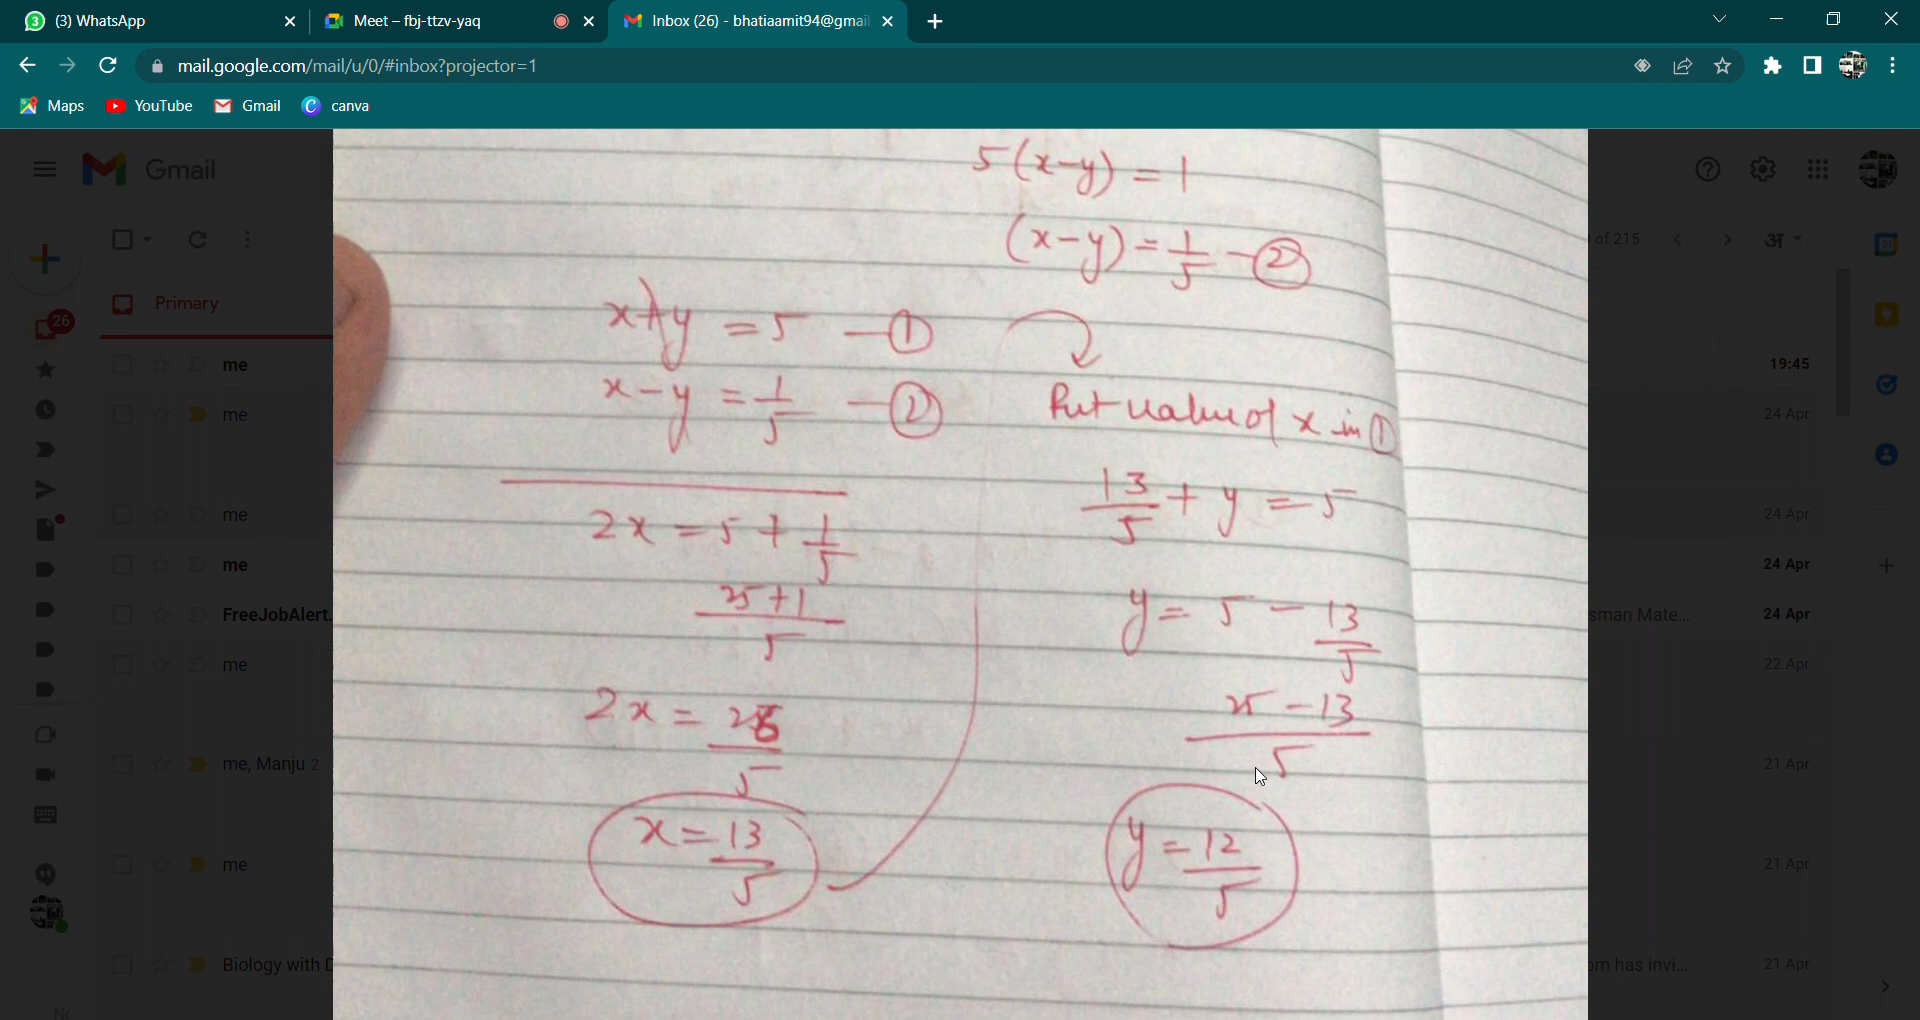 (3) WhatsApp
Meet – fbj-ttzv-yaq
Inbox (26) - bhatiaamit94@gmai
mail.google.com/mail/u/0/#inbox?projector=1
Maps
YouTube
Gmail
canva
Gmail
of 215
अ
Primary
26
me
19:45
me
24 Apr
me
24 Apr
me
24 Apr
FreeJobAlert.
sman Mate...
24 Apr
me
22 Apr
me, Manju 2
21 Apr
me
21 Apr
Biology with
om has invi...
21 Apr
5(x-y) = 1
(x-y) = 1/5 - ②
x+y = 5 - ①
x-y = 1/5 - ②
2x = 5 + 1/5
25+1
5
2x = 26
5
x = 13
5
Put value of x in ①
13/5 + y = 5
y = 5 - 13/5
25-13
5
y = 12
5